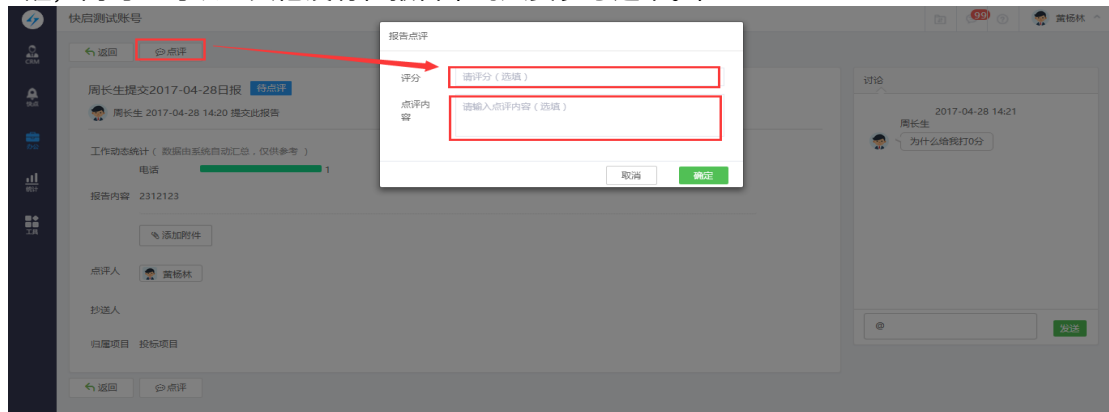 快启测试账号
99
黄杨林
返回
点评
CRM
办公
统计
工具
周长生提交2017-04-28日报 待点评
周长生 2017-04-28 14:20 提交此报告
工作动态统计（数据由系统自动汇总，仅供参考）
电话
1
报告内容 2312123
添加附件
点评人 黄杨林
抄送人
归属项目 投标项目
返回
点评
报告点评
评分
请评分（选填）
点评内
容
请输入点评内容（选填）
取消
确定
讨论
2017-04-28 14:21
周长生
为什么给我打0分
@
发送